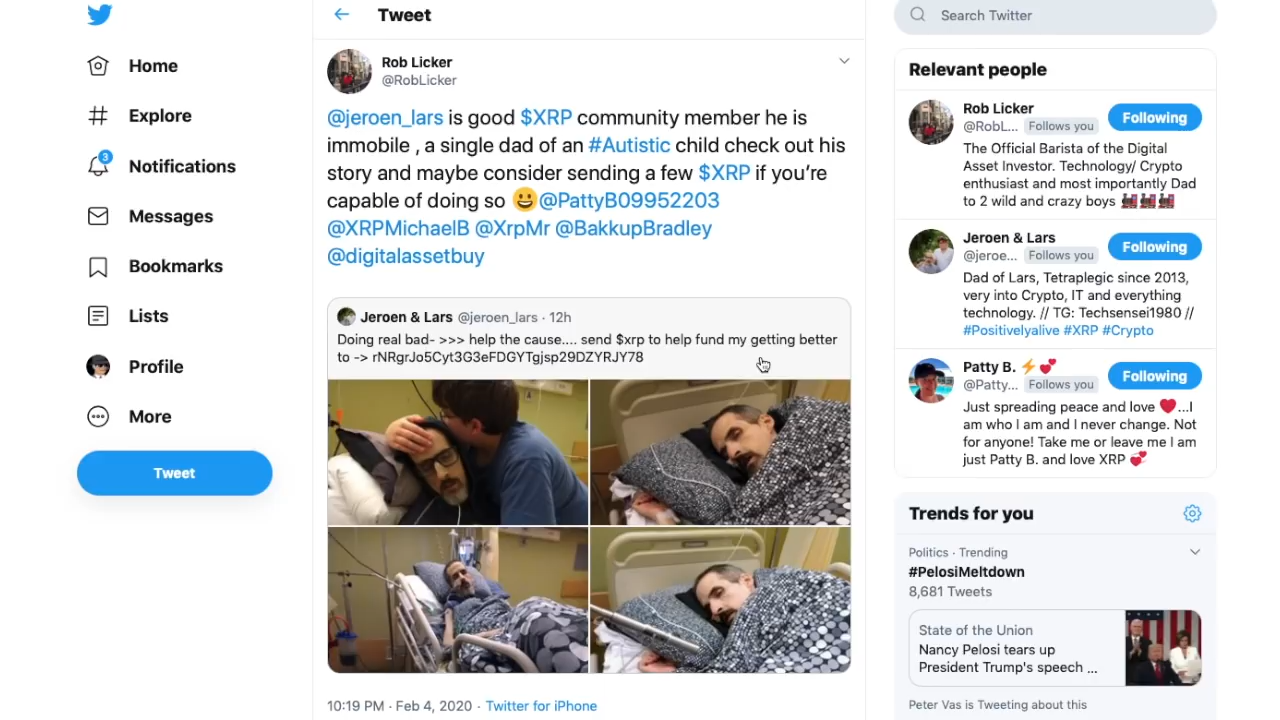 Home
Explore
3
Notifications
Messages
Bookmarks
Lists
Profile
More
Tweet
Tweet
Rob Licker
@RobLicker
@jeroen_lars is good $XRP community member he is
immobile , a single dad of an #Autistic child check out his
story and maybe consider sending a few $XRP if you’re
capable of doing so 😀@PattyB09952203
@XRPMichaelB @XrpMr @BakkupBradley
@digitalassetbuy
Jeroen & Lars @jeroen_lars · 12h
Doing real bad- >>> help the cause.... send $xrp to help fund my getting better
to -> rNRgrJo5Cyt3G3eFDGYTgjsp29DZYRJY78
10:19 PM · Feb 4, 2020 · Twitter for iPhone
Search Twitter
Relevant people
Rob Licker
@RobL... Follows you
Following
The Official Barista of the Digital
Asset Investor. Technology/ Crypto
enthusiast and most importantly Dad
to 2 wild and crazy boys 🚂🚂🚂
Jeroen & Lars
@jeroe... Follows you
Following
Dad of Lars, Tetraplegic since 2013,
very into Crypto, IT and everything
technology. // TG: Techsensei1980 //
#Positivelyalive #XRP #Crypto
Patty B. ⚡💕
@Patty... Follows you
Following
Just spreading peace and love ❤️...I
am who I am and I never change. Not
for anyone! Take me or leave me I am
just Patty B. and love XRP 💞
Trends for you
Politics · Trending
#PelosiMeltdown
8,681 Tweets
State of the Union
Nancy Pelosi tears up
President Trump's speech ...
Peter Vas is Tweeting about this